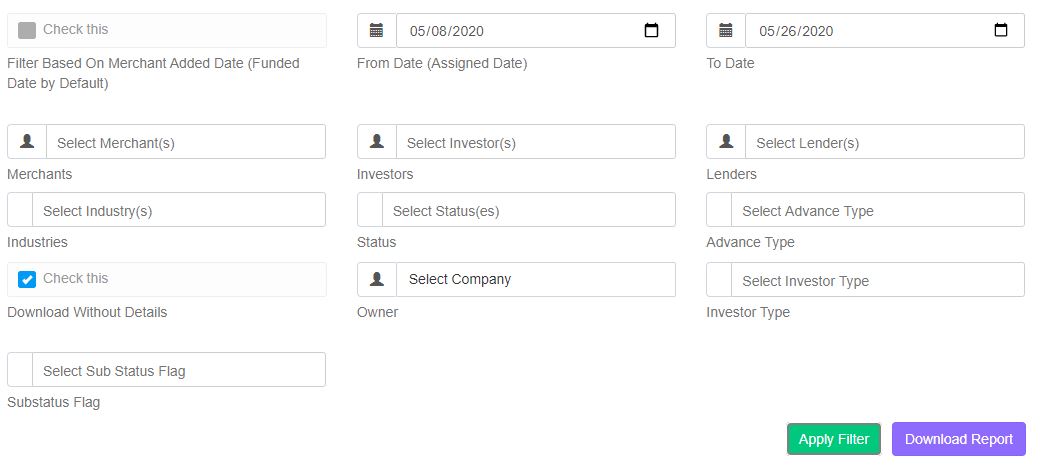 Check this
05/08/2020
05/26/2020
Filter Based On Merchant Added Date (Funded
Date by Default)
From Date (Assigned Date)
To Date
Select Merchant(s)
Select Investor(s)
Select Lender(s)
Merchants
Investors
Lenders
Select Industry(s)
Select Status(es)
Select Advance Type
Industries
Status
Advance Type
Check this
Select Company
Select Investor Type
Download Without Details
Owner
Investor Type
Select Sub Status Flag
Substatus Flag
Apply Filter
Download Report